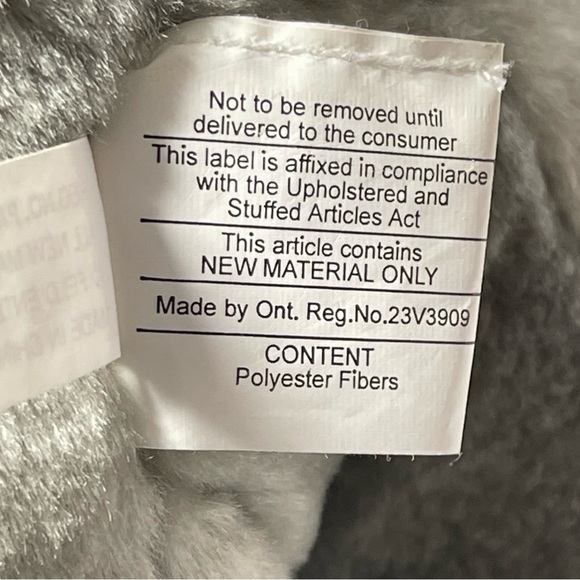 Not to be removed until
delivered to the consumer
This label is affixed in compliance
with the Upholstered and
Stuffed Articles Act
This article contains
NEW MATERIAL ONLY
Made by Ont. Reg.No.23V3909
CONTENT
Polyester Fibers